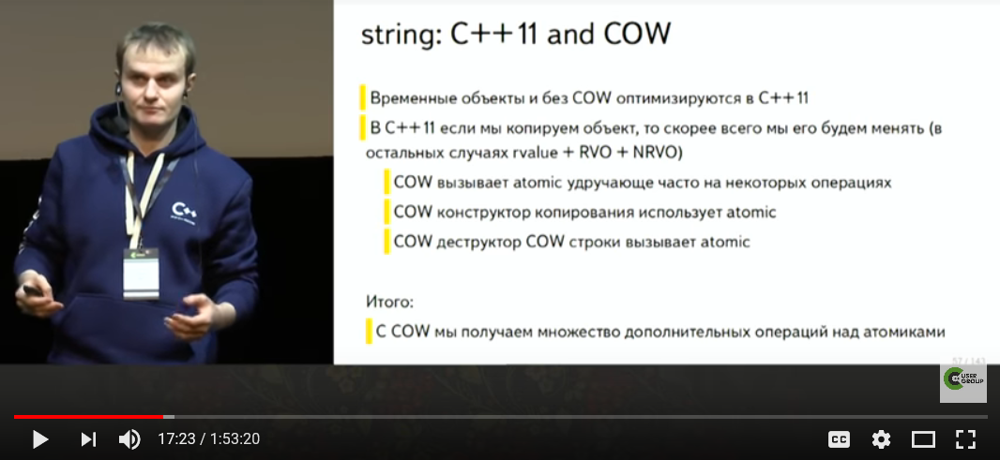 string: C++11 and COW
Временные объекты и без COW оптимизируются в C++11
В C++11 если мы копируем объект, то скорее всего мы его будем менять (в
остальных случаях rvalue + RVO + NRVO)
COW вызывает atomic удручающе часто на некоторых операциях
COW конструктор копирования использует atomic
COW деструктор COW строки вызывает atomic
Итого:
С COW мы получаем множество дополнительных операций над атомиками
57 / 143
C++
USER
GROUP
17:23 / 1:53:20
CC